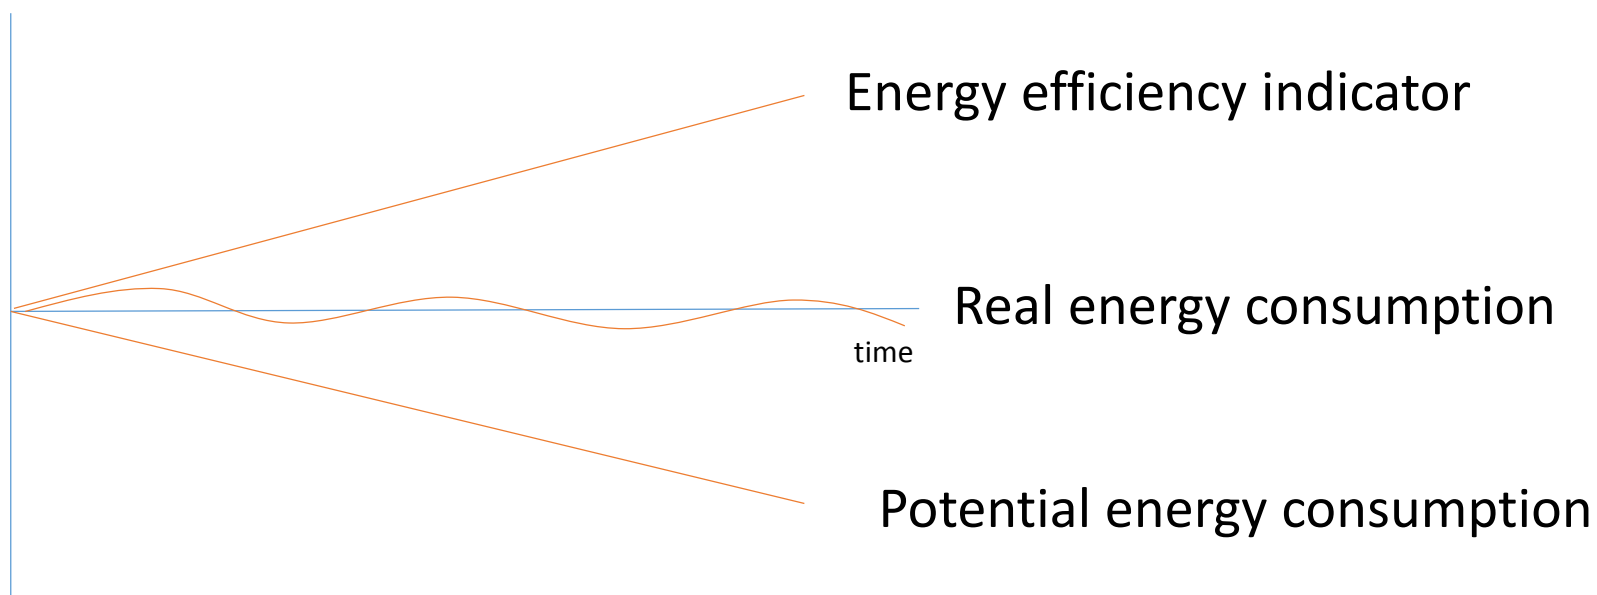 Energy efficiency indicator
Real energy consumption
time
Potential energy consumption